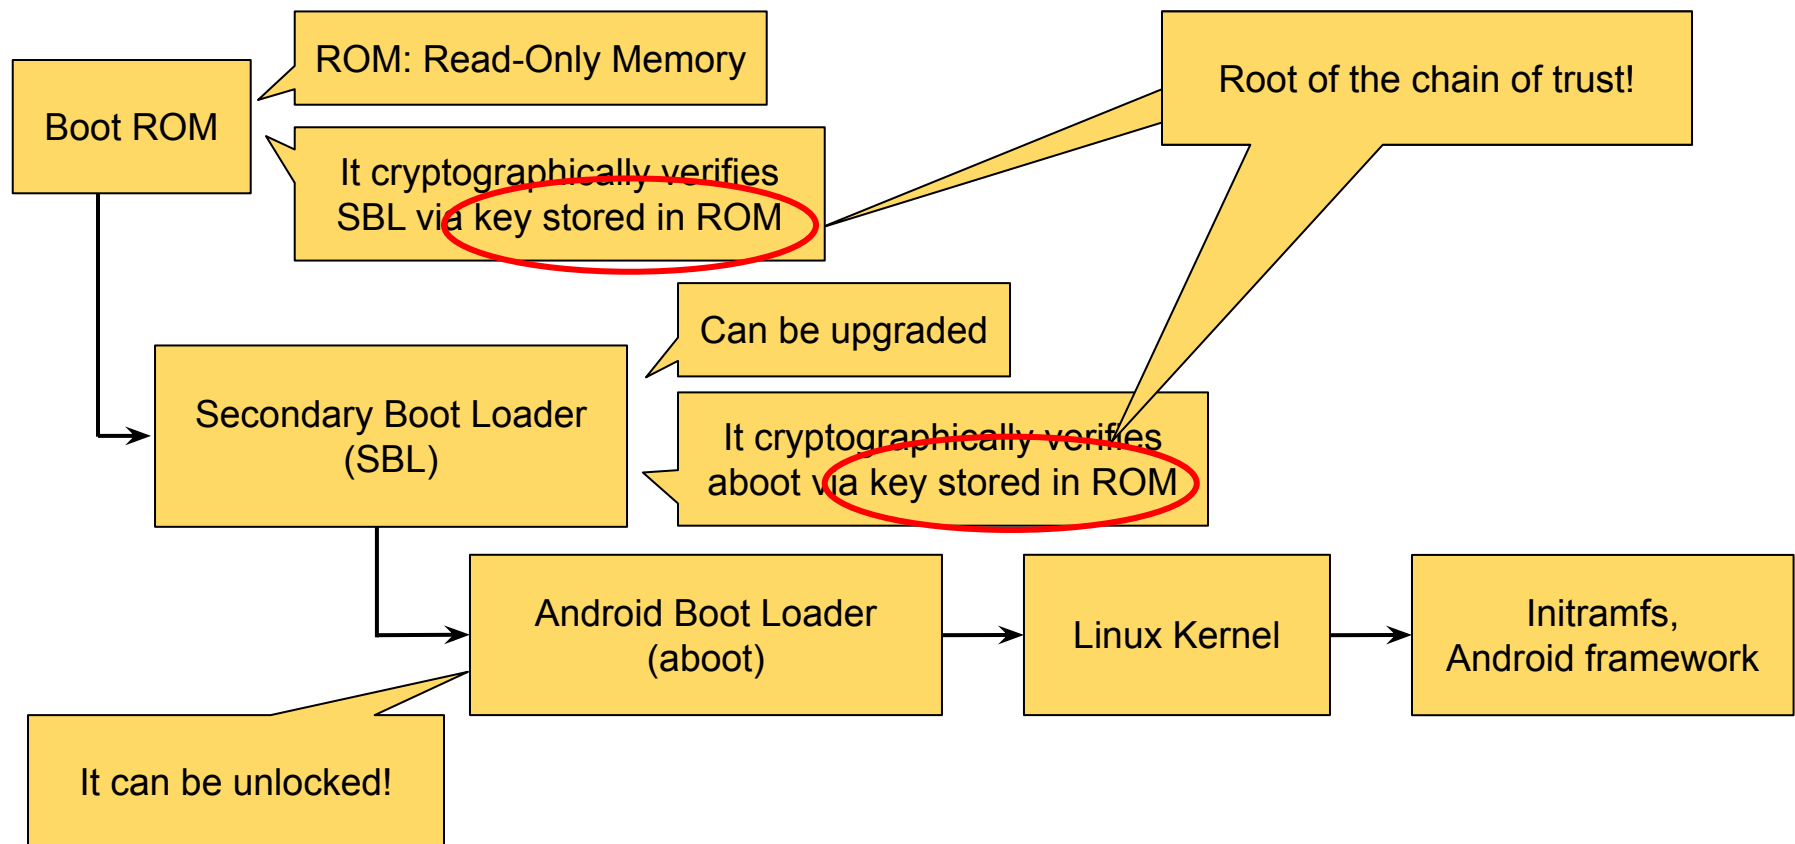 ROM: Read-Only Memory
Root of the chain of trust!
Boot ROM
It cryptographically verifies
SBL via key stored in ROM
Can be upgraded
Secondary Boot Loader
(SBL)
It cryptographically verifies
aboot via key stored in ROM
Android Boot Loader
(aboot)
Linux Kernel
Initramfs,
Android framework
It can be unlocked!